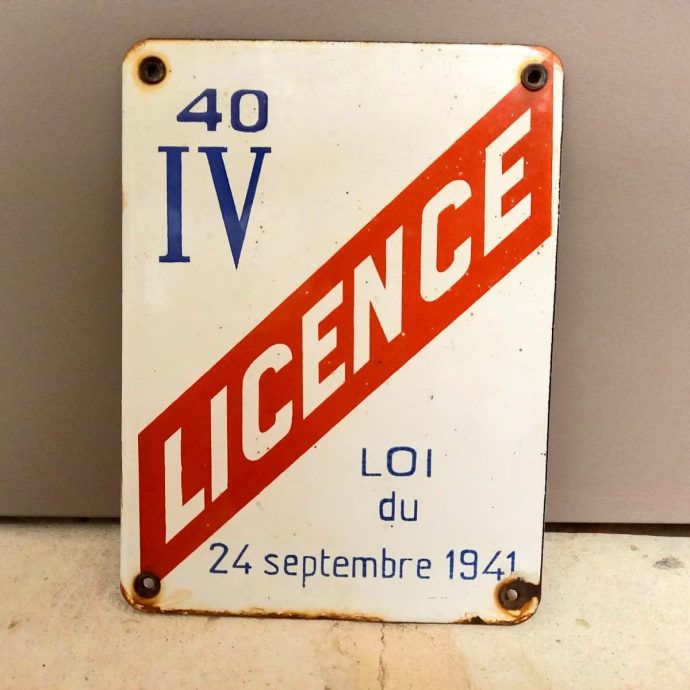 40
IV
LICENCE
LOI
du
24 septembre 1941